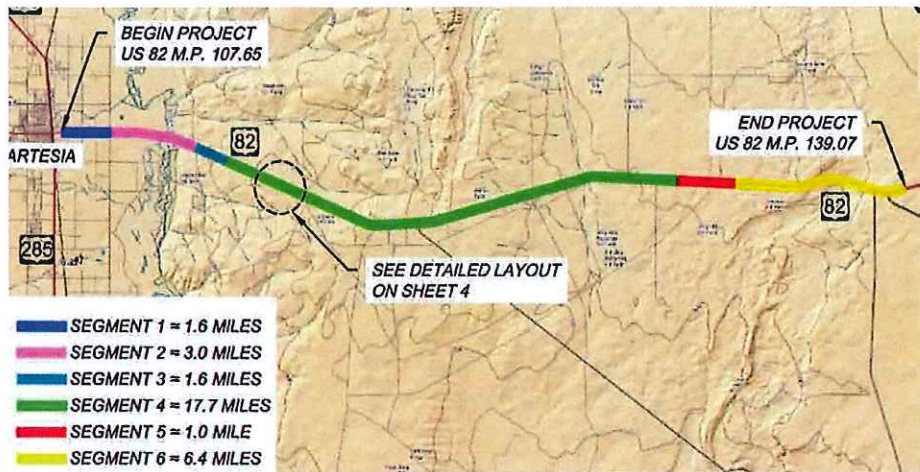 BEGIN PROJECT
US 82 M.P. 107.65
ARTESIA
82
285
SEE DETAILED LAYOUT
ON SHEET 4
END PROJECT
US 82 M.P. 139.07
82
SEGMENT 1 ≈ 1.6 MILES
SEGMENT 2 ≈ 3.0 MILES
SEGMENT 3 ≈ 1.6 MILES
SEGMENT 4 ≈ 17.7 MILES
SEGMENT 5 ≈ 1.0 MILE
SEGMENT 6 ≈ 6.4 MILES